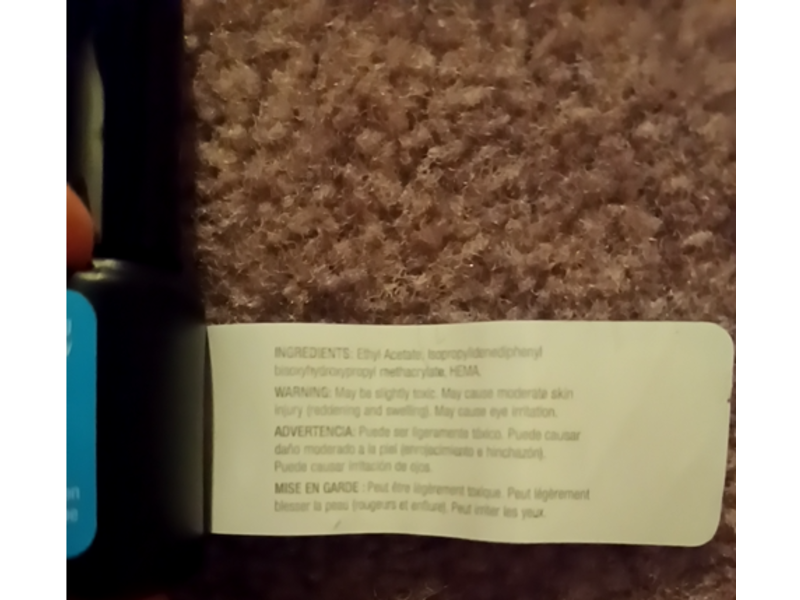 INGREDIENTS: Ethyl Acetate, Isopropylidenediphenyl
bisoxyhydroxypropyl methacrylate, HEMA.
WARNING: May be slightly toxic. May cause moderate skin
injury (reddening and swelling). May cause eye irritation.
ADVERTENCIA: Puede ser ligeramente tóxico. Puede causar
daño moderado a la piel (enrojecimiento e hinchazón).
Puede causar irritación de ojos.
MISE EN GARDE : Peut être légèrement toxique. Peut légèrement
blesser la peau (rougeurs et enflure). Peut irriter les yeux.